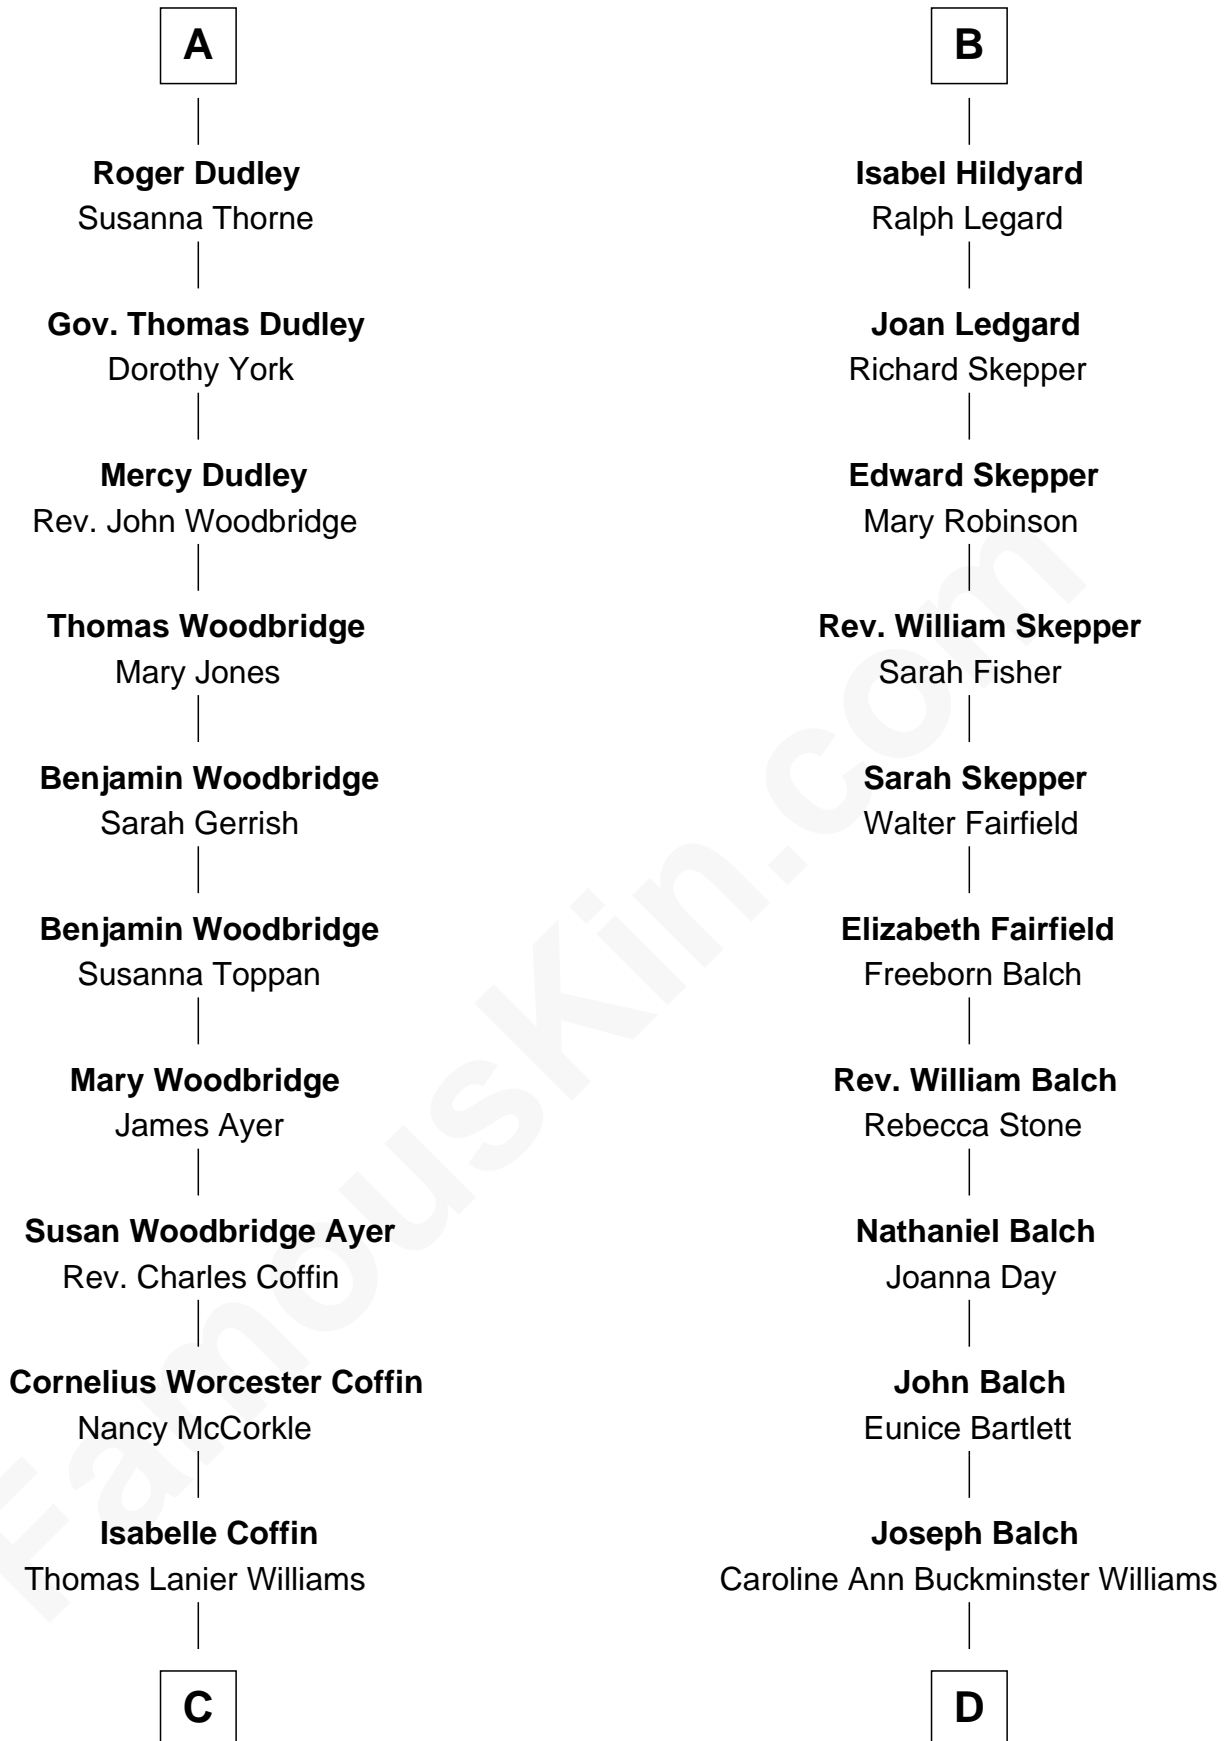 A
Roger Dudley
Susanna Thorne
Gov. Thomas Dudley
Dorothy York
Mercy Dudley
Rev. John Woodbridge
Thomas Woodbridge
Mary Jones
Benjamin Woodbridge
Sarah Gerrish
Benjamin Woodbridge
Susanna Toppan
Mary Woodbridge
James Ayer
Susan Woodbridge Ayer
Rev. Charles Coffin
Cornelius Worcester Coffin
Nancy McCorkle
Isabelle Coffin
Thomas Lanier Williams
C
B
Isabel Hildyard
Ralph Legard
Joan Ledgard
Richard Skepper
Edward Skepper
Mary Robinson
Rev. William Skepper
Sarah Fisher
Sarah Skepper
Walter Fairfield
Elizabeth Fairfield
Freeborn Balch
Rev. William Balch
Rebecca Stone
Nathaniel Balch
Joanna Day
John Balch
Eunice Bartlett
Joseph Balch
Caroline Ann Buckminster Williams
D
FamousKin.com